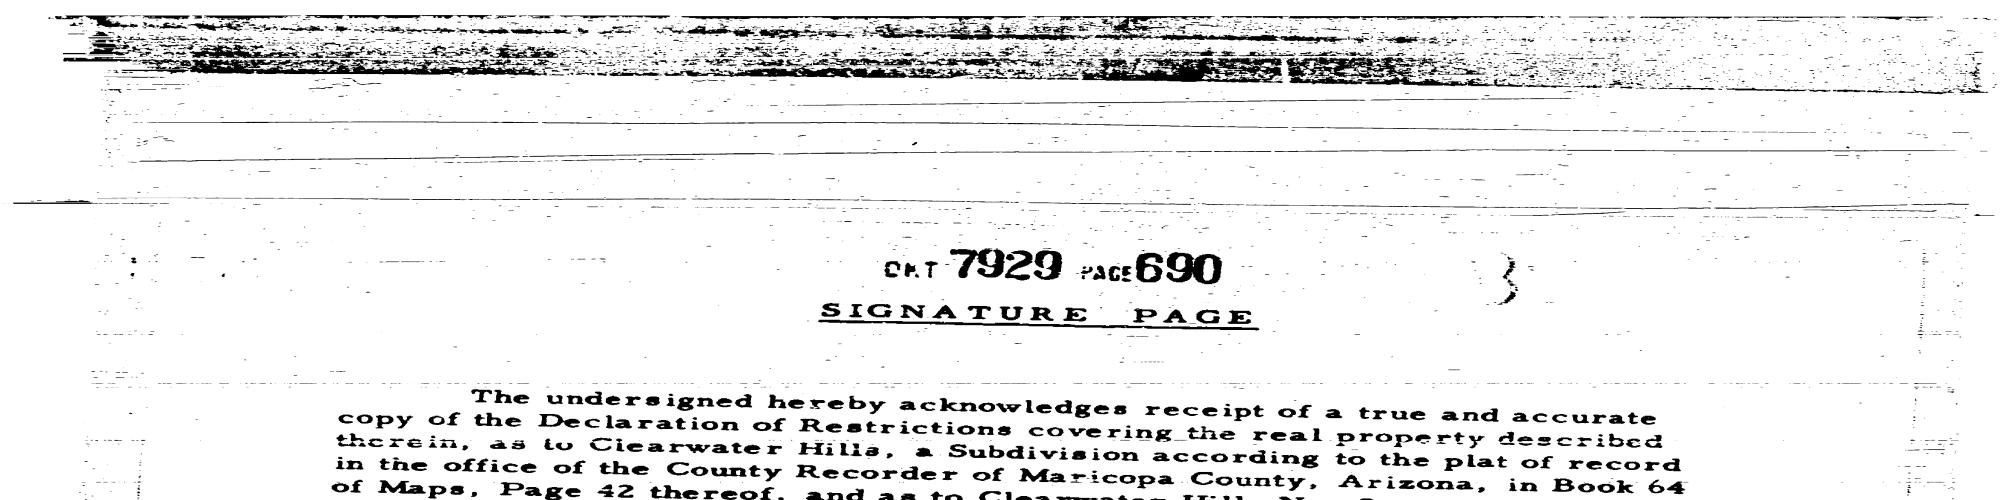 DKT 7929 PAGE 690
SIGNATURE PAGE
The undersigned hereby acknowledges receipt of a true and accurate
copy of the Declaration of Restrictions covering the real property described
therein, as to Clearwater Hills, a Subdivision according to the plat of record
in the office of the County Recorder of Maricopa County, Arizona, in Book 64
of Maps, Page 42 thereof, and as to Clearwater